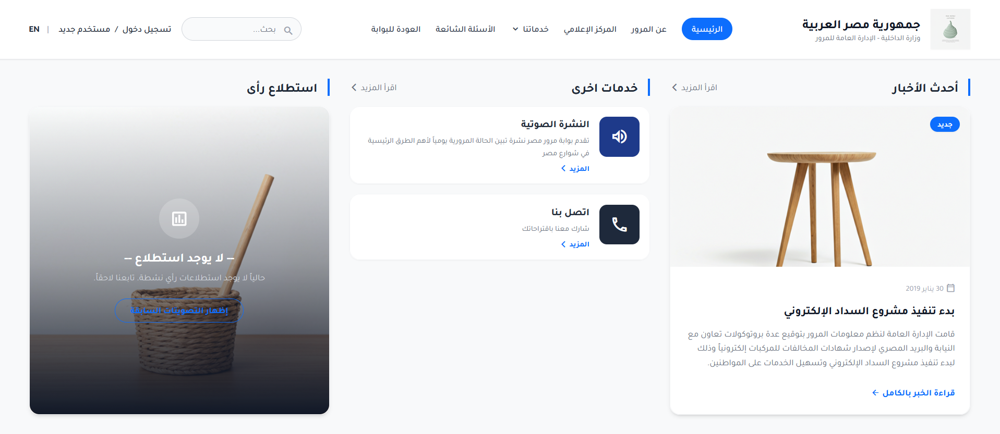 جمهورية مصر العربية
وزارة الداخلية - الإدارة العامة للمرور
الرئيسية
عن المرور
المركز الإعلامي
خدماتنا
الأسئلة الشائعة
العودة للبوابة
بحث...
تسجيل دخول / مستخدم جديد | EN
أحدث الأخبار
اقرأ المزيد
جديد
30 يناير 2019
بدء تنفيذ مشروع السداد الإلكتروني
قامت الإدارة العامة لنظم معلومات المرور بتوقيع عدة بروتوكولات تعاون مع
النيابة والبريد المصري لإصدار شهادات المخالفات للمركبات إلكترونياً وذلك
لبدء تنفيذ مشروع السداد الإلكتروني وتسهيل الخدمات على المواطنين.
قراءة الخبر بالكامل
خدمات اخرى
اقرأ المزيد
النشرة الصوتية
تقدم بوابة مرور مصر نشرة تبين الحالة المرورية يومياً لأهم الطرق الرئيسية
في شوارع مصر
المزيد
اتصل بنا
شارك معنا باقتراحاتك
المزيد
استطلاع رأى
-- لا يوجد استطلاع --
حالياً لا يوجد استطلاعات رأي نشطة. تابعنا لاحقاً.
إظهار التصويتات السابقة